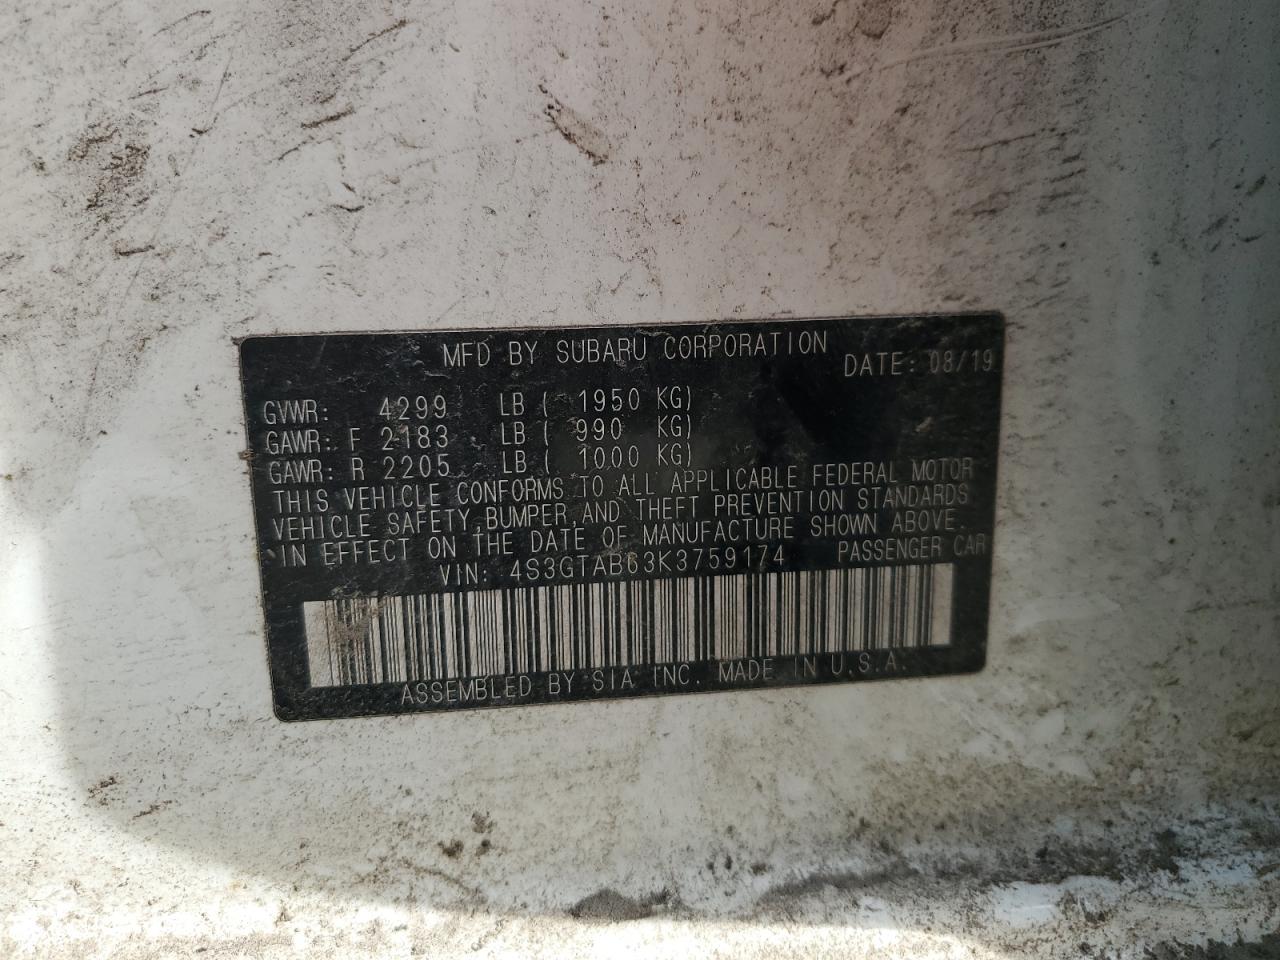 MFD BY SUBARU CORPORATION DATE: 08/19
GVWR: 4299 LB ( 1950 KG)
GAWR: F 2183 LB ( 990 KG)
GAWR: R 2205 LB ( 1000 KG)
THIS VEHICLE CONFORMS TO ALL APPLICABLE FEDERAL MOTOR
VEHICLE SAFETY, BUMPER, AND THEFT PREVENTION STANDARDS
IN EFFECT ON THE DATE OF MANUFACTURE SHOWN ABOVE.
VIN: 4S3GTAB63K3759174 PASSENGER CAR
ASSEMBLED BY SIA INC. MADE IN U.S.A.